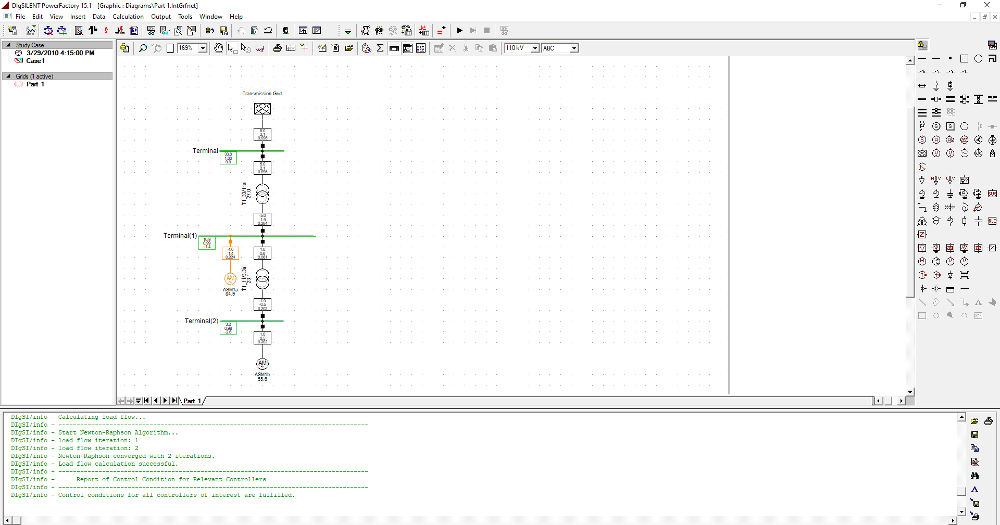 DIgSILENT PowerFactory 15.1 - [Graphic : Diagrams\Part 1.IntGrfnet]
File Edit View Insert Data Calculation Output Tools Window Help
Study Case
3/29/2010 4:15:00 PM
Case1
Grids (1 active)
Part 1
169%
110 kV
ABC
Transmission Grid
5.0
2.1
0.095
Terminal
33.0
1.00
0.0
5.0
2.1
0.095
T1_33/11a
27.0
-5.0
-1.9
0.284
Terminal(1)
10.9
0.99
-1.4
4.0
1.4
0.224
1.0
0.6
0.061
AM
ASM1a
84.9
T1_11/3.3a
23.1
-1.0
-0.5
0.202
Terminal(2)
3.2
0.98
-2.6
1.0
0.5
0.202
AM
ASM1b
55.6
Part 1
DIgSI/info - Calculating load flow...
DIgSI/info - -------------------------------------------------------------------------------------
DIgSI/info - Start Newton-Raphson Algorithm...
DIgSI/info - load flow iteration: 1
DIgSI/info - load flow iteration: 2
DIgSI/info - Newton-Raphson converged with 2 iterations.
DIgSI/info - Load flow calculation successful.
DIgSI/info - -------------------------------------------------------------------------------------
DIgSI/info - Report of Control Condition for Relevant Controllers
DIgSI/info - -------------------------------------------------------------------------------------
DIgSI/info - Control conditions for all controllers of interest are fulfilled.